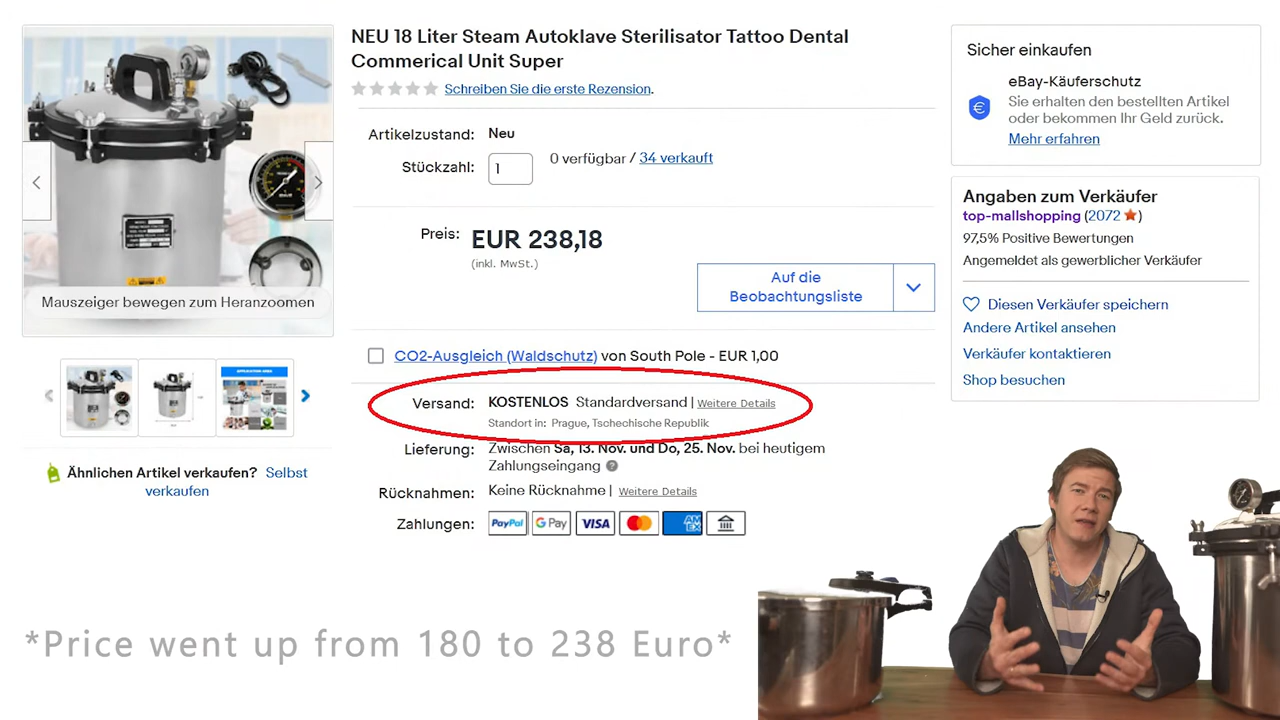 NEU 18 Liter Steam Autoklave Sterilisator Tattoo Dental
Commerical Unit Super
Schreiben Sie die erste Rezension.
Artikelzustand: Neu
Stückzahl: 1 0 verfügbar / 34 verkauft
Preis: EUR 238,18
(inkl. MwSt.)
Auf die
Beobachtungsliste
CO2-Ausgleich (Waldschutz) von South Pole - EUR 1,00
Versand: KOSTENLOS Standardversand | Weitere Details
Standort in: Prague, Tschechische Republik
Lieferung: Zwischen Sa, 13. Nov. und Do, 25. Nov. bei heutigem
Zahlungseingang ?
Rücknahmen: Keine Rücknahme | Weitere Details
Zahlungen: PayPal G Pay VISA AM EX
Mauszeiger bewegen zum Heranzoomen
APPLICATION AREA
Ähnlichen Artikel verkaufen? Selbst
verkaufen
Sicher einkaufen
eBay-Käuferschutz
€
Sie erhalten den bestellten Artikel
oder bekommen Ihr Geld zurück.
Mehr erfahren
Angaben zum Verkäufer
top-mallshopping (2072)
97,5% Positive Bewertungen
Angemeldet als gewerblicher Verkäufer
Diesen Verkäufer speichern
Andere Artikel ansehen
Verkäufer kontaktieren
Shop besuchen
*Price went up from 180 to 238 Euro*